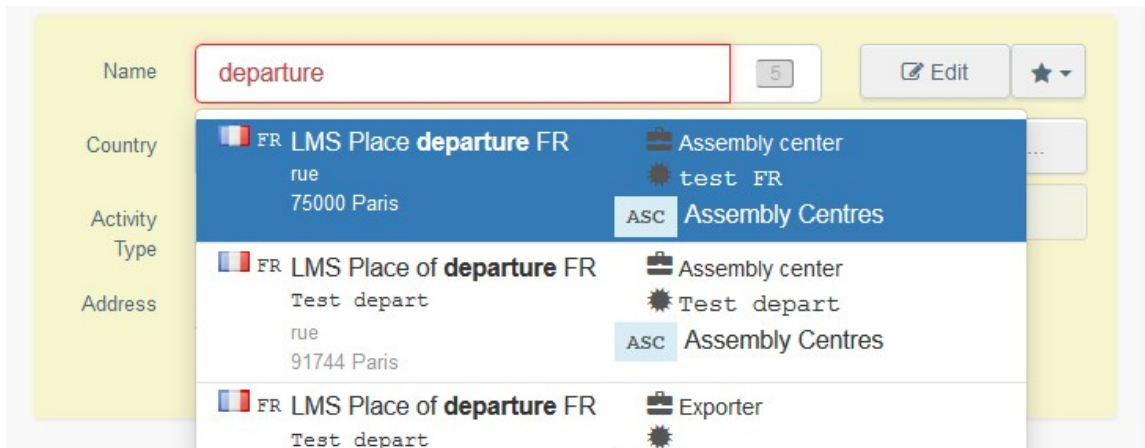 Name departure 5 Edit
Country
Activity
Type
Address
FR LMS Place departure FR
rue
75000 Paris
Assembly center
test FR
ASC Assembly Centres
...
FR LMS Place of departure FR
Test depart
rue
91744 Paris
Assembly center
Test depart
ASC Assembly Centres
FR LMS Place of departure FR
Test depart
Exporter